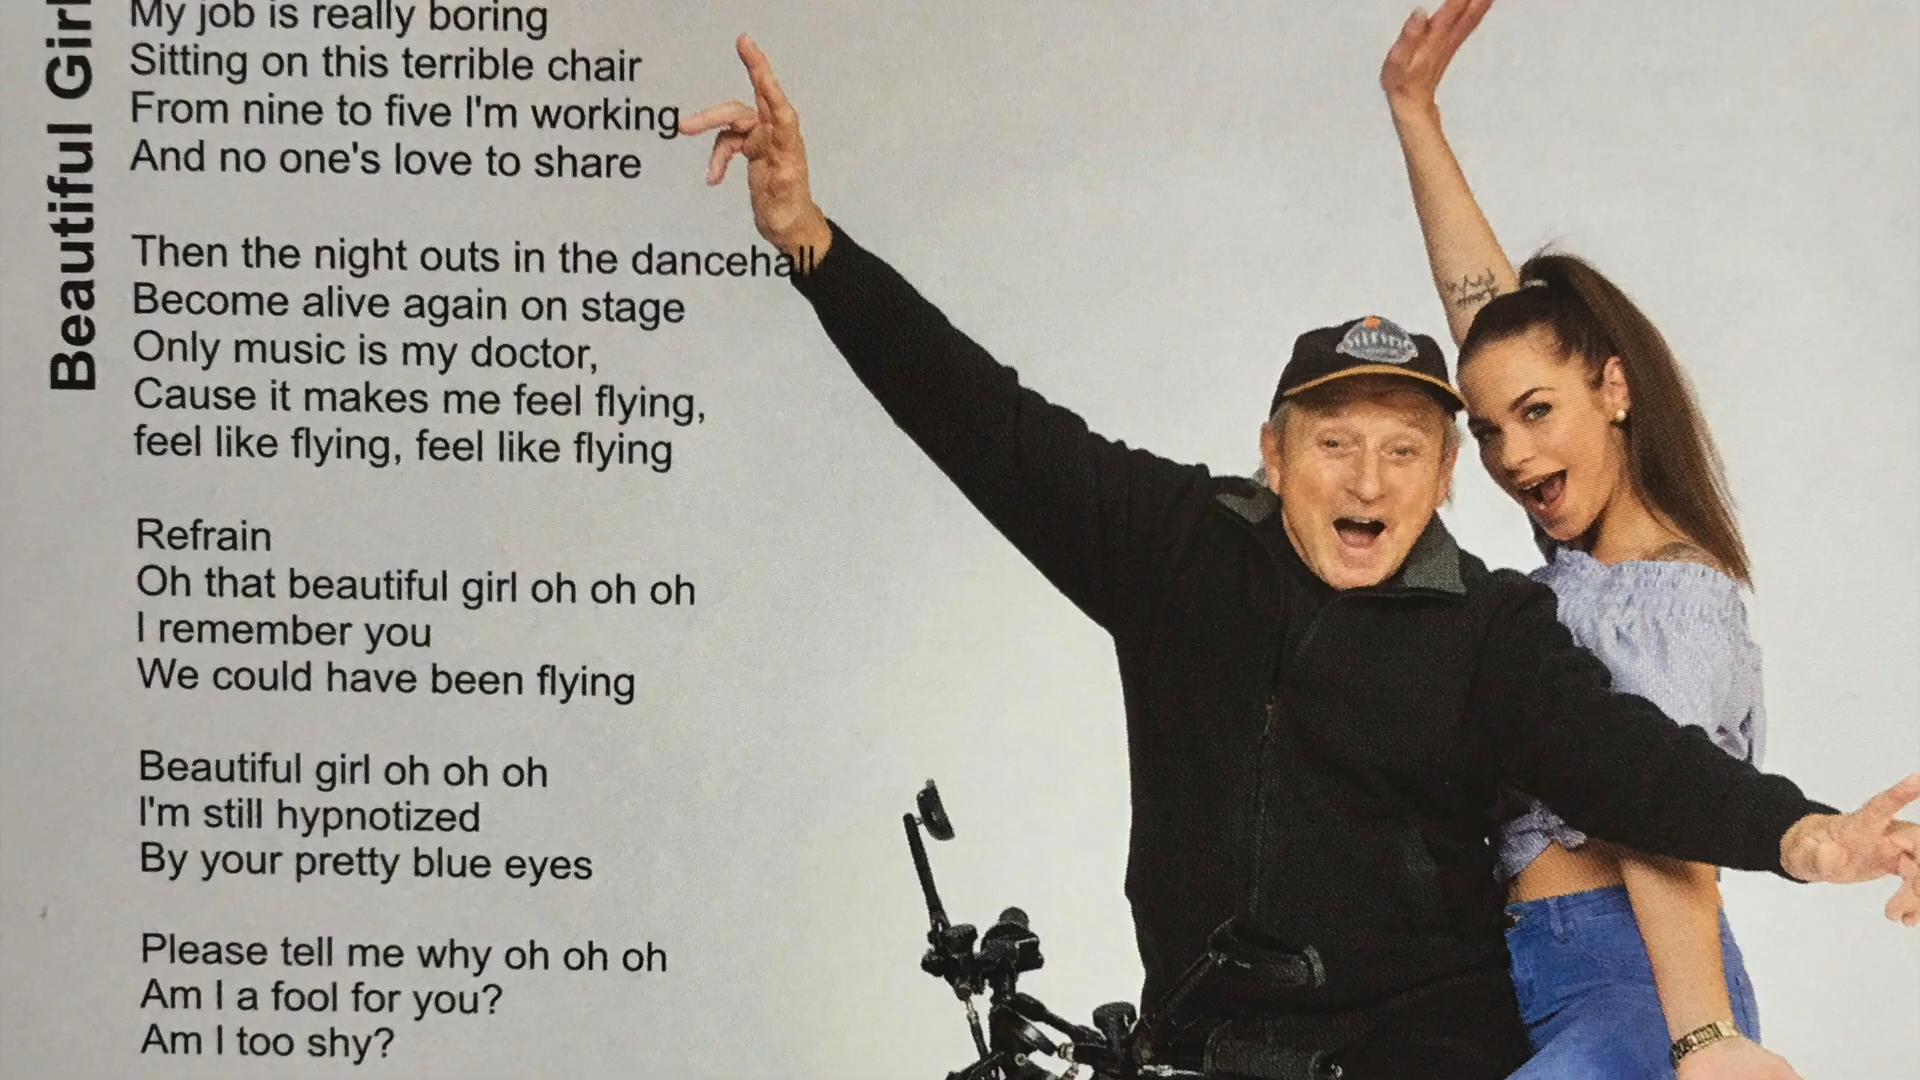 Beautiful Girl
My job is really boring
Sitting on this terrible chair
From nine to five I'm working
And no one's love to share
Then the night outs in the dancehall
Become alive again on stage
Only music is my doctor,
Cause it makes me feel flying,
feel like flying, feel like flying
Refrain
Oh that beautiful girl oh oh oh
I remember you
We could have been flying
Beautiful girl oh oh oh
I'm still hypnotized
By your pretty blue eyes
Please tell me why oh oh oh
Am I a fool for you?
Am I too shy?